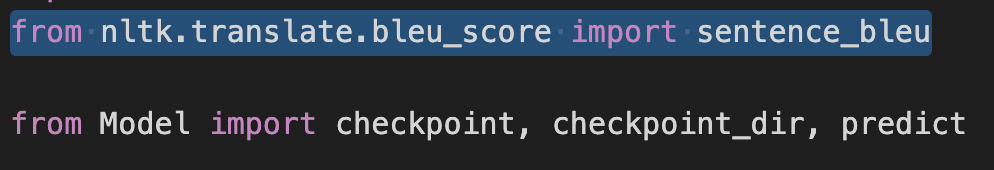 from nltk.translate.bleu_score import sentence_bleu
from Model import checkpoint, checkpoint_dir, predict